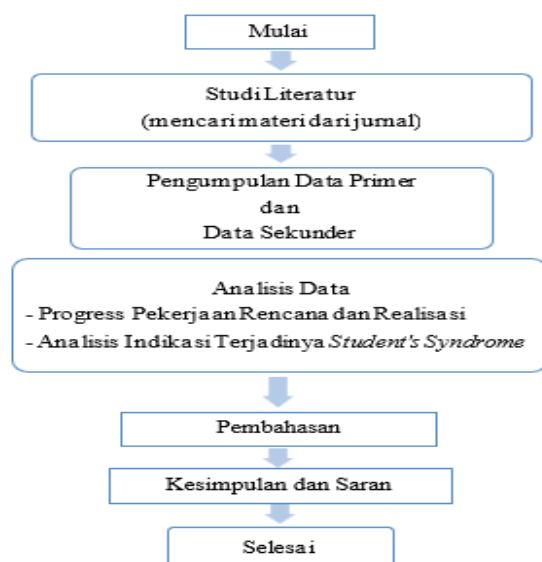 Mulai
Studi Literatur
(mencari materi dari jurnal)
Pengumpulan Data Primer
dan
Data Sekunder
Analisis Data
- Progress Pekerjaan Rencana dan Realisasi
- Analisis Indikasi Terjadinya Student's Syndrome
Pembahasan
Kesimpulan dan Saran
Selesai